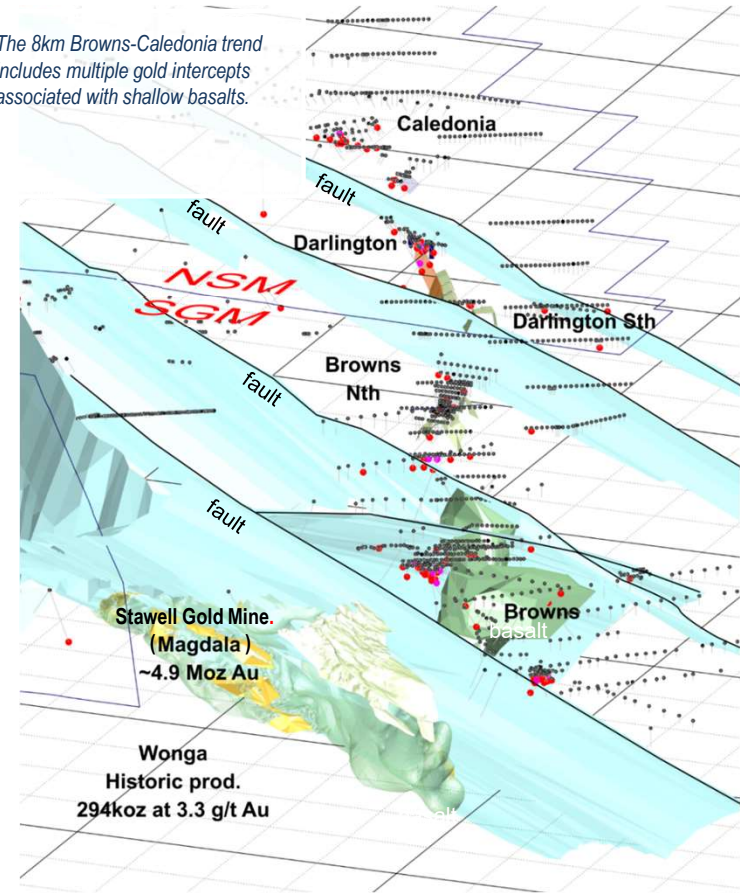 The 8km Browns-Caledonia trend
includes multiple gold intercepts
associated with shallow basalts.
Caledonia
fault
fault
Darlington
NSM
SGM
Darlington Sth
Browns
Nth
fault
fault
Stawell Gold Mine.
(Magdala)
~4.9 Moz Au
Browns
basalt
Wonga
Historic prod.
294koz at 3.3 g/t Au